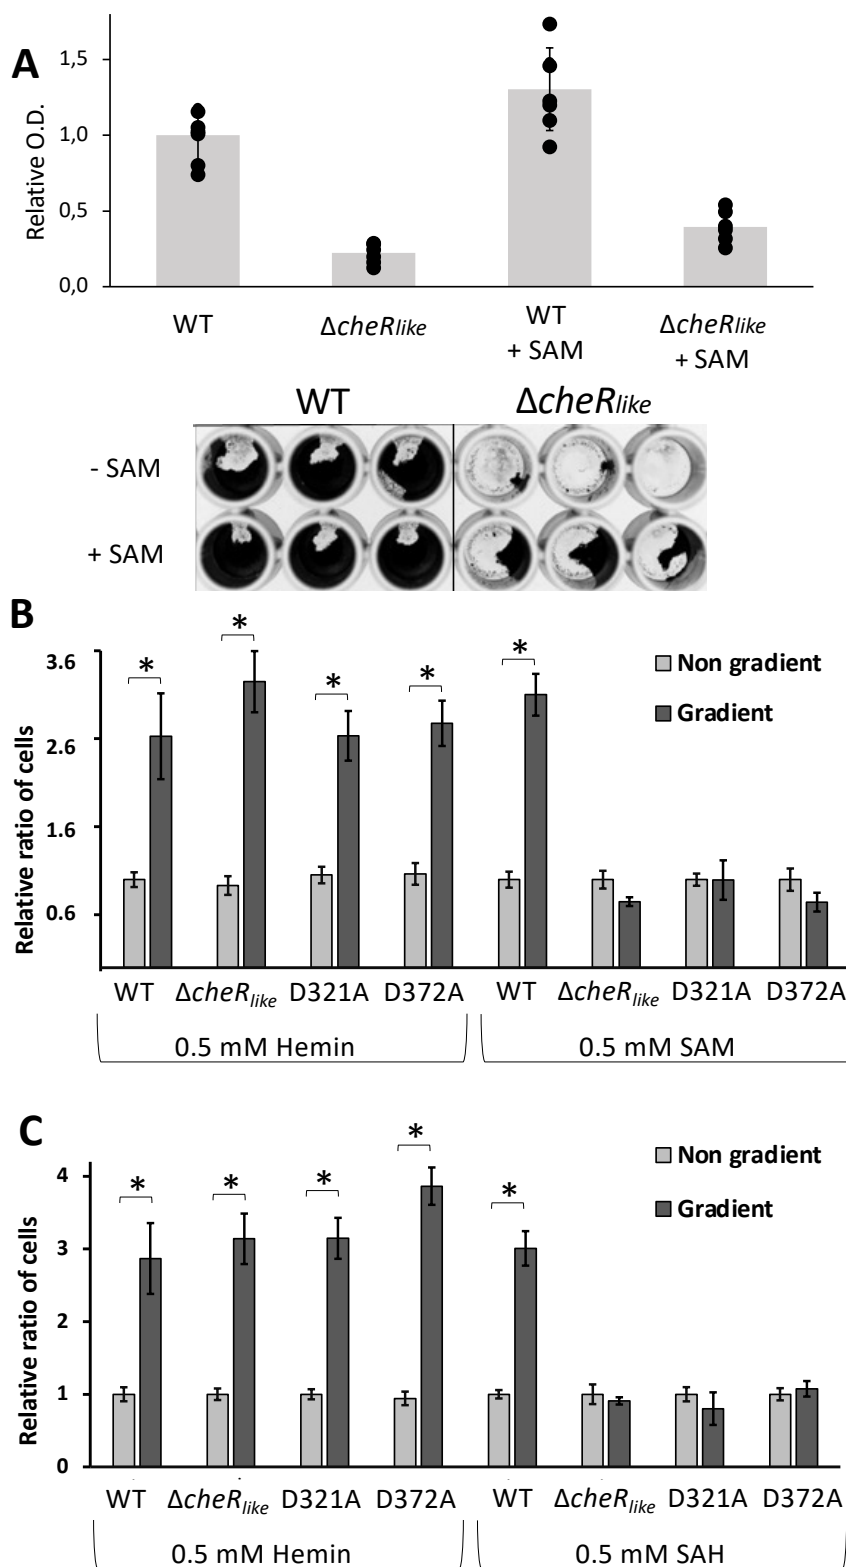 A
Relative O.D.
1,5
1,0
0,5
0,0
WT
ΔcheRlike
WT
+ SAM
ΔcheRlike
+ SAM
WT
ΔcheRlike
- SAM
+ SAM
B
Relative ratio of cells
3.6
2.6
1.6
0.6
*
*
*
*
*
Non gradient
Gradient
WT
ΔcheRlike
D321A
D372A
WT
ΔcheRlike
D321A
D372A
0.5 mM Hemin
0.5 mM SAM
C
Relative ratio of cells
4
3
2
1
0
*
*
*
*
*
Non gradient
Gradient
WT
ΔcheRlike
D321A
D372A
WT
ΔcheRlike
D321A
D372A
0.5 mM Hemin
0.5 mM SAH